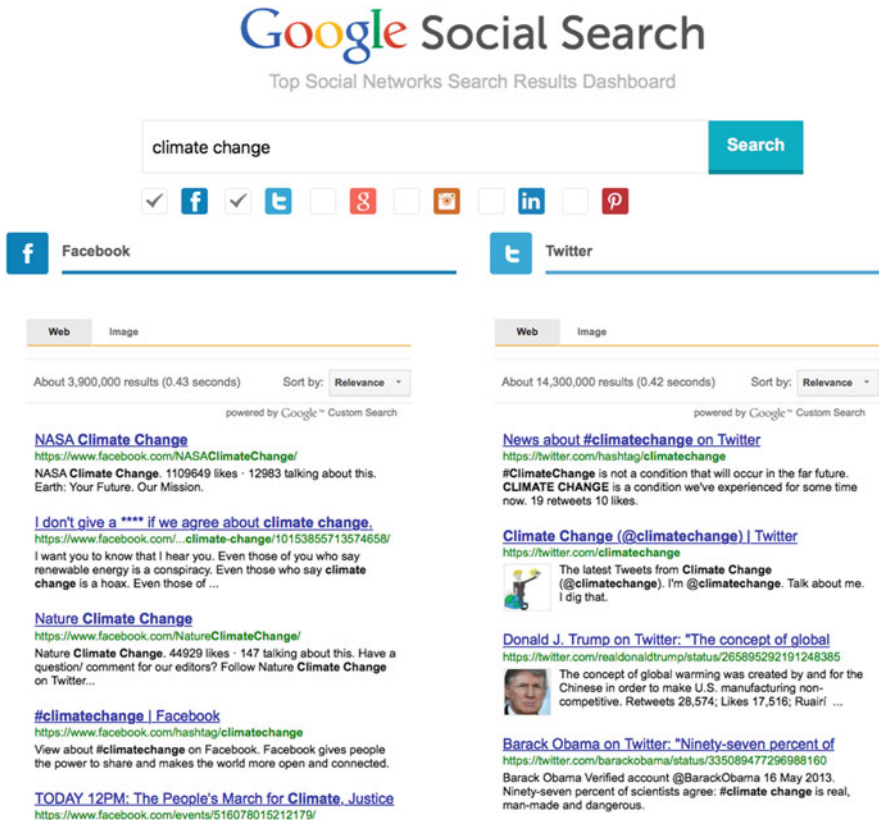 Google Social Search
Top Social Networks Search Results Dashboard
climate change
Search
Facebook
Web Image
About 3,900,000 results (0.43 seconds) Sort by: Relevance
powered by Google™ Custom Search
NASA Climate Change
https://www.facebook.com/NASAClimateChange/
NASA Climate Change. 1109649 likes · 12983 talking about this.
Earth: Your Future. Our Mission.
I don't give a **** if we agree about climate change.
https://www.facebook.com/...climate-change/10153855713574658/
I want you to know that I hear you. Even those of you who say
renewable energy is a conspiracy. Even those who say climate
change is a hoax. Even those of ...
Nature Climate Change
https://www.facebook.com/NatureClimateChange/
Nature Climate Change. 44929 likes · 147 talking about this. Have a
question/ comment for our editors? Follow Nature Climate Change
on Twitter...
#climatechange | Facebook
https://www.facebook.com/hashtag/climatechange
View about #climatechange on Facebook. Facebook gives people
the power to share and makes the world more open and connected.
TODAY 12PM: The People's March for Climate, Justice
https://www.facebook.com/events/516078015212179/
Twitter
Web Image
About 14,300,000 results (0.42 seconds) Sort by: Relevance
powered by Google™ Custom Search
News about #climatechange on Twitter
https://twitter.com/hashtag/climatechange
#ClimateChange is not a condition that will occur in the far future.
CLIMATE CHANGE is a condition we've experienced for some time
now. 19 retweets 10 likes.
Climate Change (@climatechange) | Twitter
https://twitter.com/climatechange
The latest Tweets from Climate Change
(@climatechange). I'm @climatechange. Talk about me.
I dig that.
Donald J. Trump on Twitter: "The concept of global
https://twitter.com/realdonaldtrump/status/265895292191248385
The concept of global warming was created by and for the
Chinese in order to make U.S. manufacturing non-
competitive. Retweets 28,574; Likes 17,516; Ruairí ...
Barack Obama on Twitter: "Ninety-seven percent of
https://twitter.com/barackobama/status/335089477296988160
Barack Obama Verified account @BarackObama 16 May 2013.
Ninety-seven percent of scientists agree: #climate change is real,
man-made and dangerous.